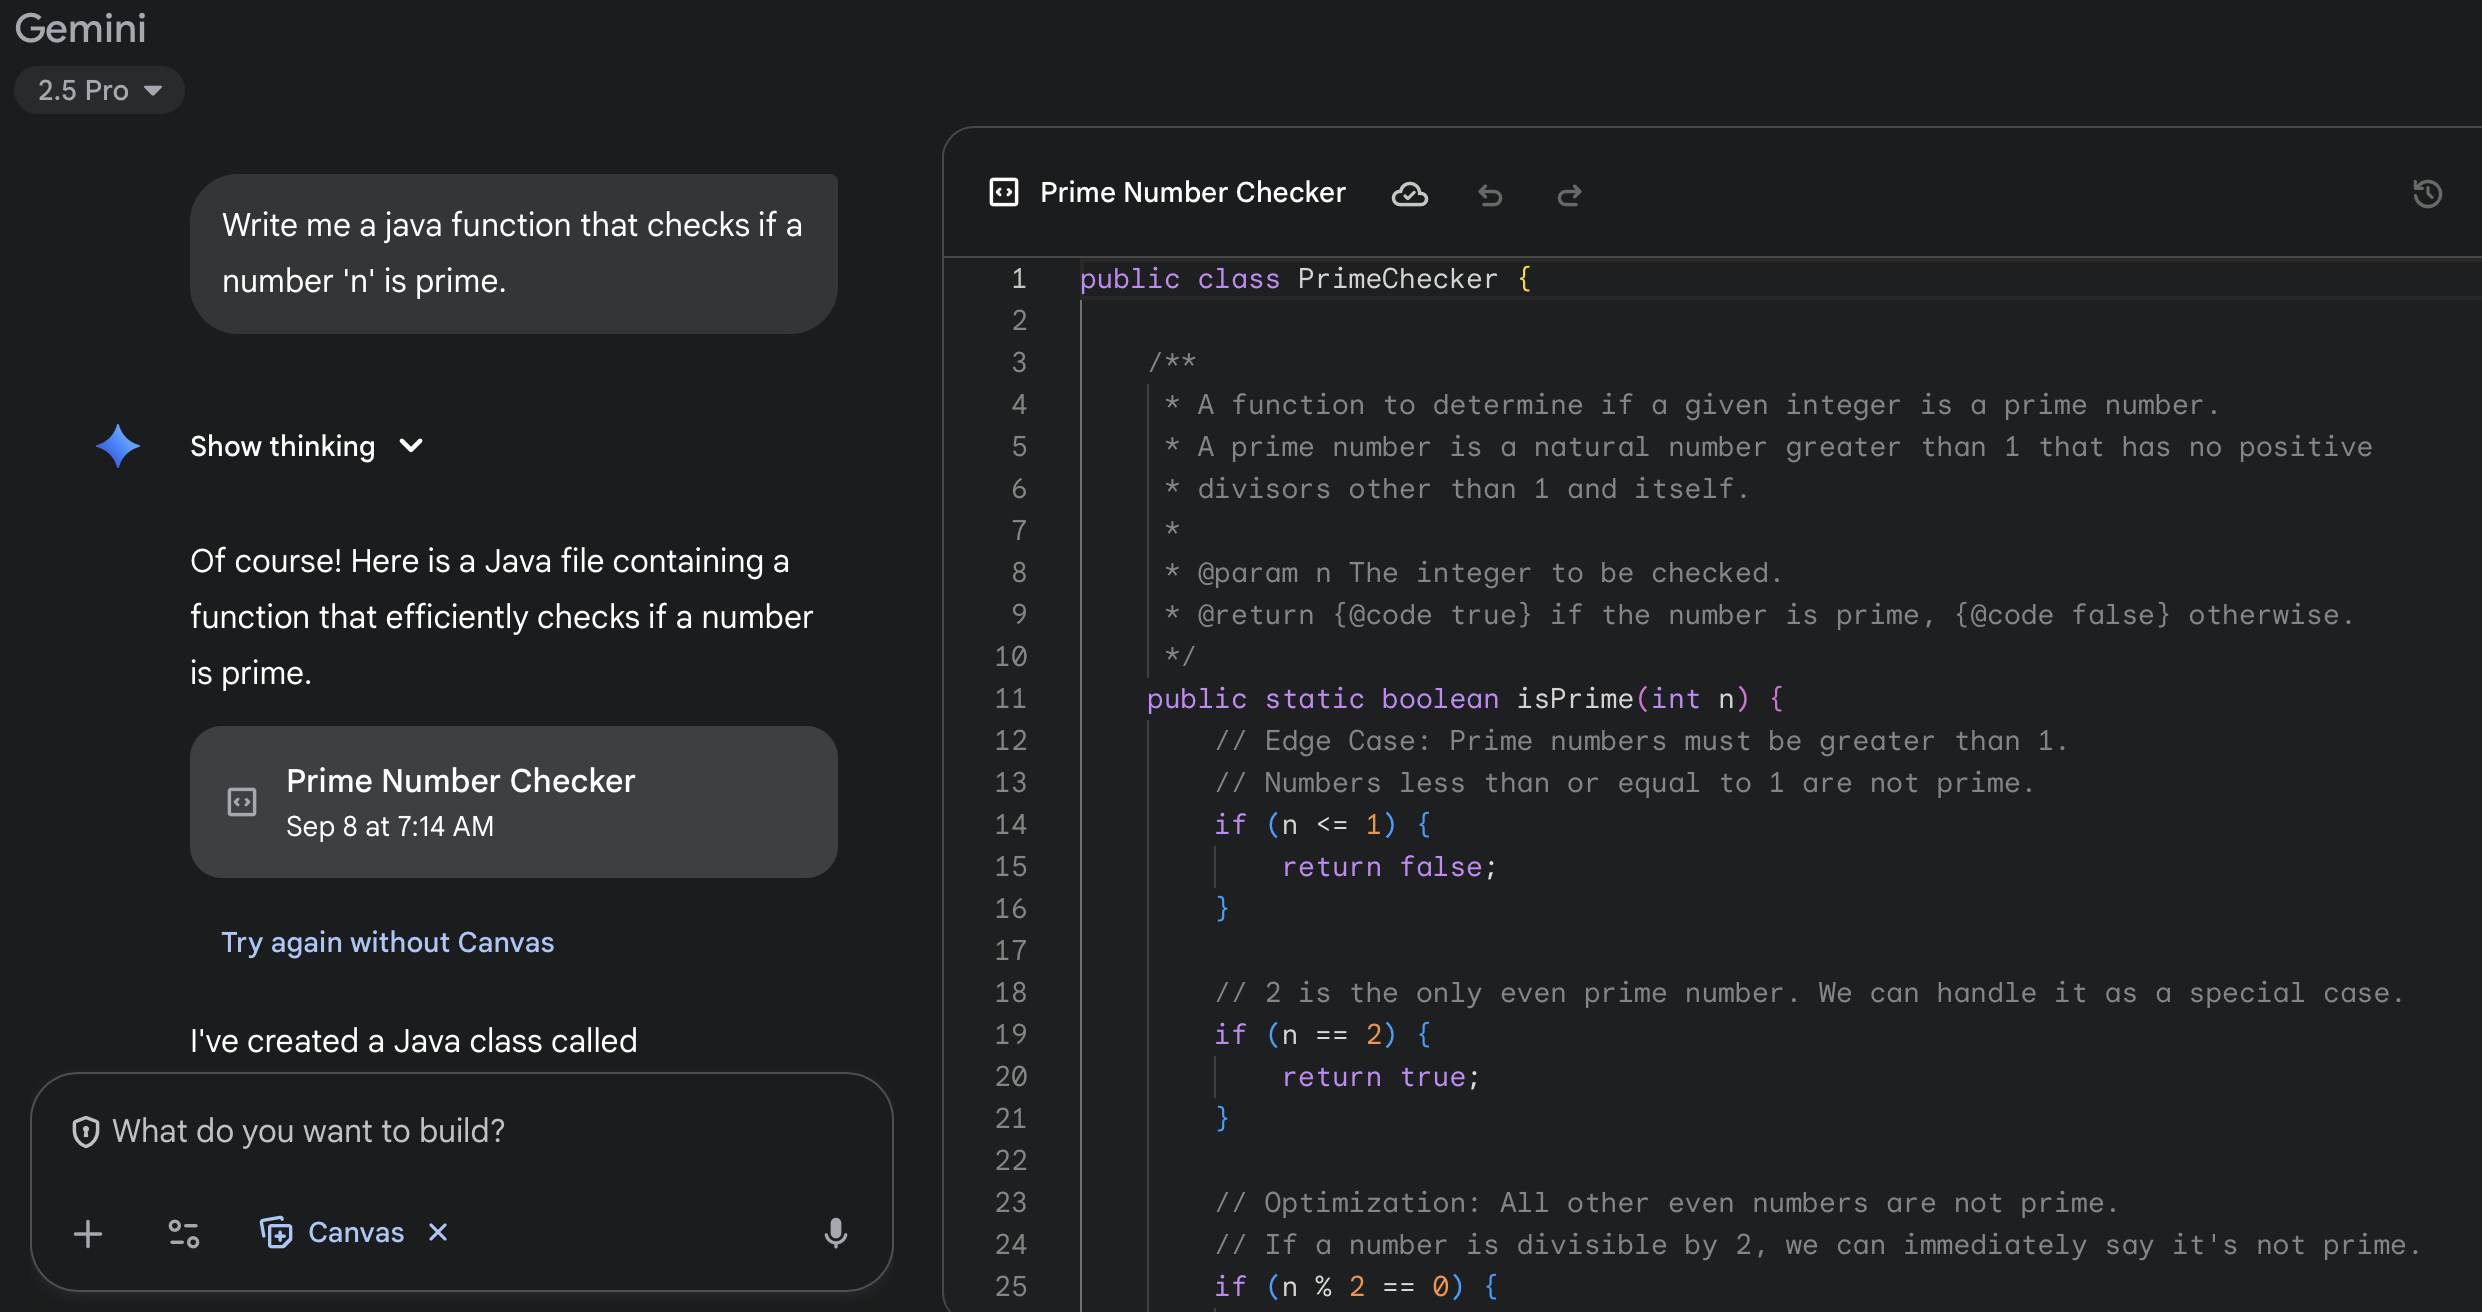 Gemini
2.5 Pro
Write me a java function that checks if a
number 'n' is prime.
Show thinking
Of course! Here is a Java file containing a
function that efficiently checks if a number
is prime.
Prime Number Checker
Sep 8 at 7:14 AM
Try again without Canvas
I've created a Java class called
What do you want to build?
Canvas
Prime Number Checker
1 public class PrimeChecker {
2
3 /**
4 * A function to determine if a given integer is a prime number.
5 * A prime number is a natural number greater than 1 that has no positive
6 * divisors other than 1 and itself.
7 *
8 * @param n The integer to be checked.
9 * @return {@code true} if the number is prime, {@code false} otherwise.
10 */
11 public static boolean isPrime(int n) {
12 // Edge Case: Prime numbers must be greater than 1.
13 // Numbers less than or equal to 1 are not prime.
14 if (n <= 1) {
15 return false;
16 }
17
18 // 2 is the only even prime number. We can handle it as a special case.
19 if (n == 2) {
20 return true;
21 }
22
23 // Optimization: All other even numbers are not prime.
24 // If a number is divisible by 2, we can immediately say it's not prime.
25 if (n % 2 == 0) {